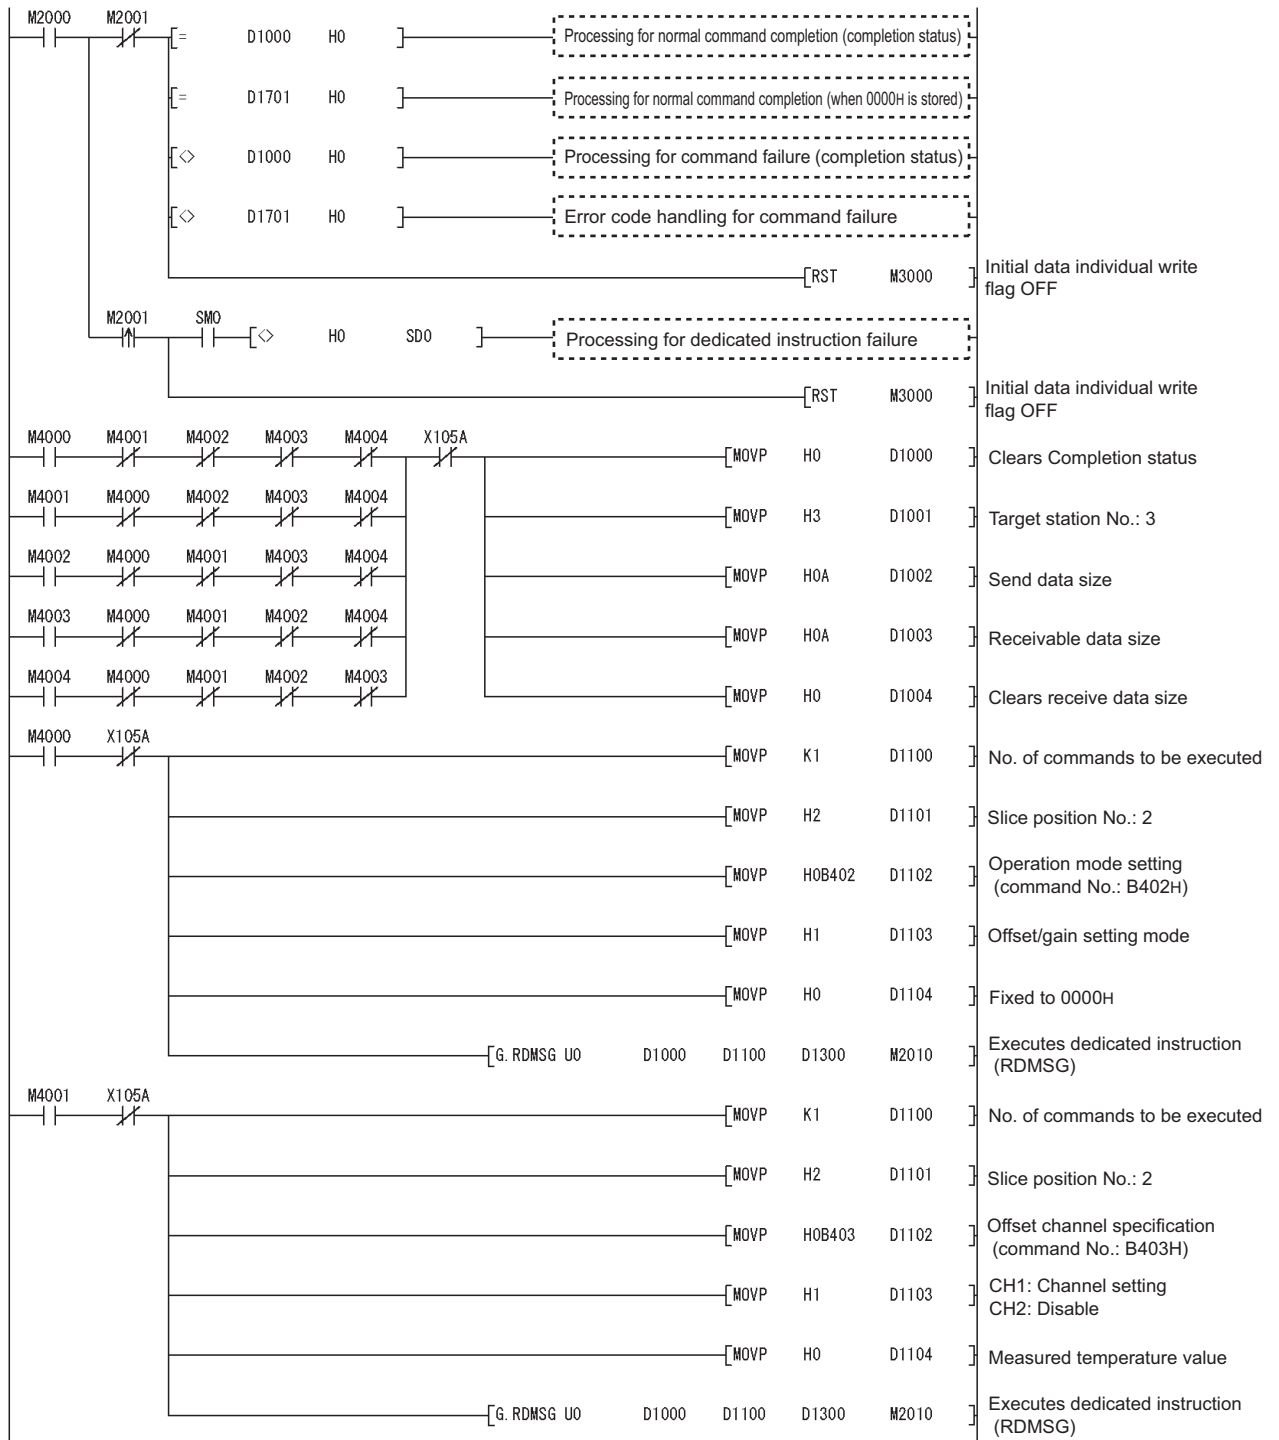 M2000 M2001
= D1000 H0 Processing for normal command completion (completion status)
= D1701 H0 Processing for normal command completion (when 0000H is stored)
<> D1000 H0 Processing for command failure (completion status)
<> D1701 H0 Error code handling for command failure
RST M3000 Initial data individual write
flag OFF
M2001 SM0
<> H0 SD0 Processing for dedicated instruction failure
RST M3000 Initial data individual write
flag OFF
M4000 M4001 M4002 M4003 M4004 X105A
MOVP H0 D1000 Clears Completion status
M4001 M4000 M4002 M4003 M4004
MOVP H3 D1001 Target station No.: 3
M4002 M4000 M4001 M4003 M4004
MOVP H0A D1002 Send data size
M4003 M4000 M4001 M4002 M4004
MOVP H0A D1003 Receivable data size
M4004 M4000 M4001 M4002 M4003
MOVP H0 D1004 Clears receive data size
M4000 X105A
MOVP K1 D1100 No. of commands to be executed
MOVP H2 D1101 Slice position No.: 2
MOVP H0B402 D1102 Operation mode setting
(command No.: B402H)
MOVP H1 D1103 Offset/gain setting mode
MOVP H0 D1104 Fixed to 0000H
G.RDMSG U0 D1000 D1100 D1300 M2010 Executes dedicated instruction
(RDMSG)
M4001 X105A
MOVP K1 D1100 No. of commands to be executed
MOVP H2 D1101 Slice position No.: 2
MOVP H0B403 D1102 Offset channel specification
(command No.: B403H)
MOVP H1 D1103 CH1: Channel setting
CH2: Disable
MOVP H0 D1104 Measured temperature value
G.RDMSG U0 D1000 D1100 D1300 M2010 Executes dedicated instruction
(RDMSG)